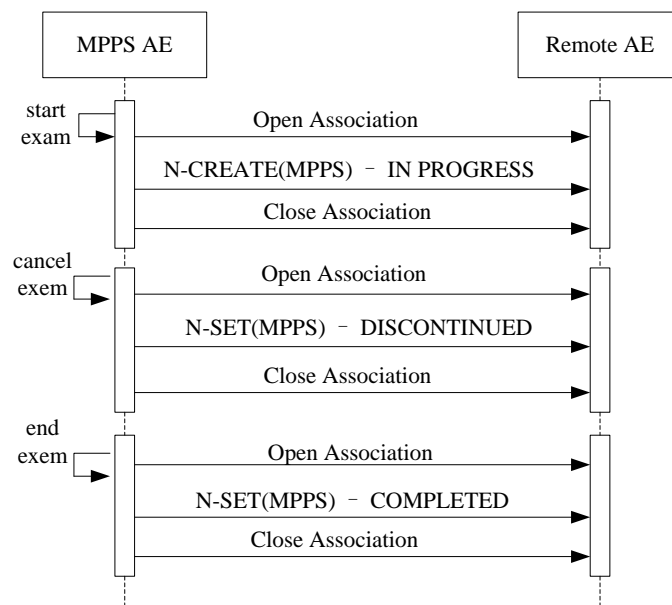 MPPS AE
Remote AE
start
exam
Open Association
N-CREATE(MPPS) – IN PROGRESS
Close Association
cancel
exem
Open Association
N-SET(MPPS) – DISCONTINUED
Close Association
end
exem
Open Association
N-SET(MPPS) – COMPLETED
Close Association